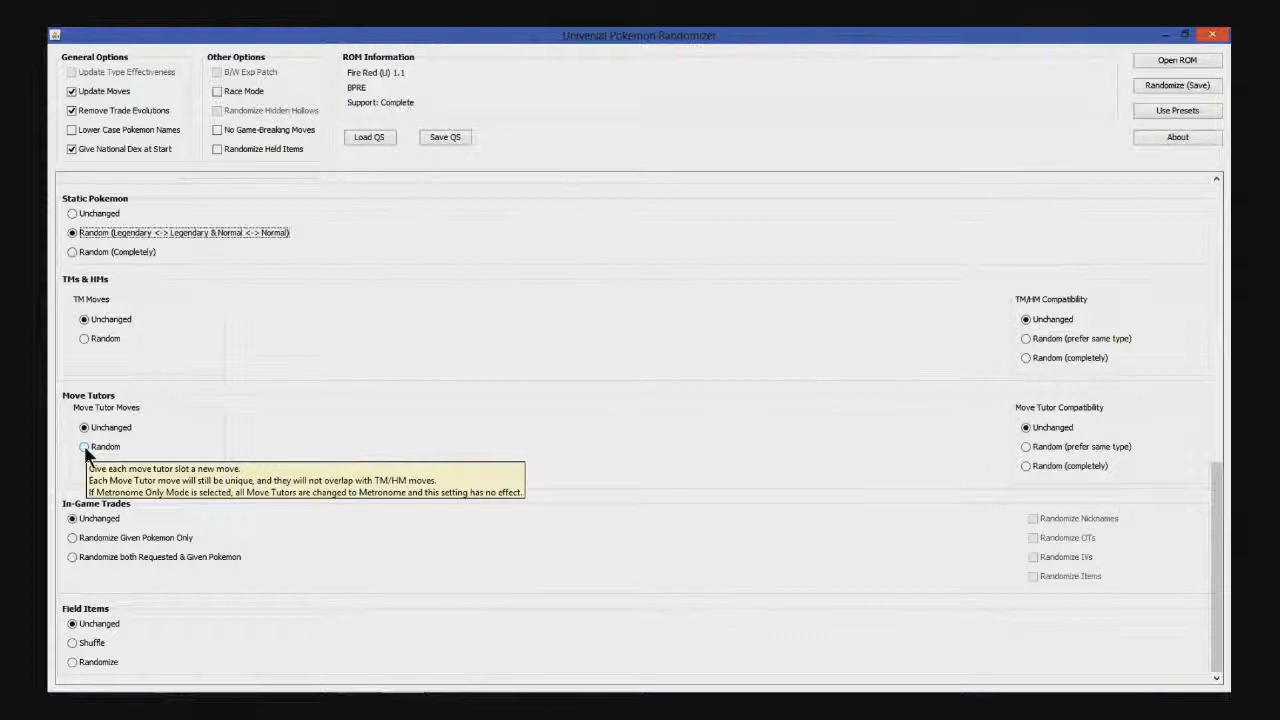 Universal Pokemon Randomizer
General Options
Update Type Effectiveness
Update Moves
Remove Trade Evolutions
Lower Case Pokemon Names
Give National Dex at Start
Other Options
B/W Exp Patch
Race Mode
Randomize Hidden Hollows
No Game-Breaking Moves
Randomize Held Items
ROM Information
Fire Red (U) 1.1
BPRE
Support: Complete
Load QS
Save QS
Open ROM
Randomize (Save)
Use Presets
About
Static Pokemon
Unchanged
Random (Legendary <-> Legendary & Normal <-> Normal)
Random (Completely)
TMs & HMs
TM Moves
Unchanged
Random
TM/HM Compatibility
Unchanged
Random (prefer same type)
Random (completely)
Move Tutors
Move Tutor Moves
Unchanged
Random
Give each move tutor slot a new move.
Each Move Tutor move will still be unique, and they will not overlap with TM/HM moves.
If Metronome Only Mode is selected, all Move Tutors are changed to Metronome and this setting has no effect.
Move Tutor Compatibility
Unchanged
Random (prefer same type)
Random (completely)
In-Game Trades
Unchanged
Randomize Given Pokemon Only
Randomize both Requested & Given Pokemon
Randomize Nicknames
Randomize OTs
Randomize IVs
Randomize Items
Field Items
Unchanged
Shuffle
Randomize